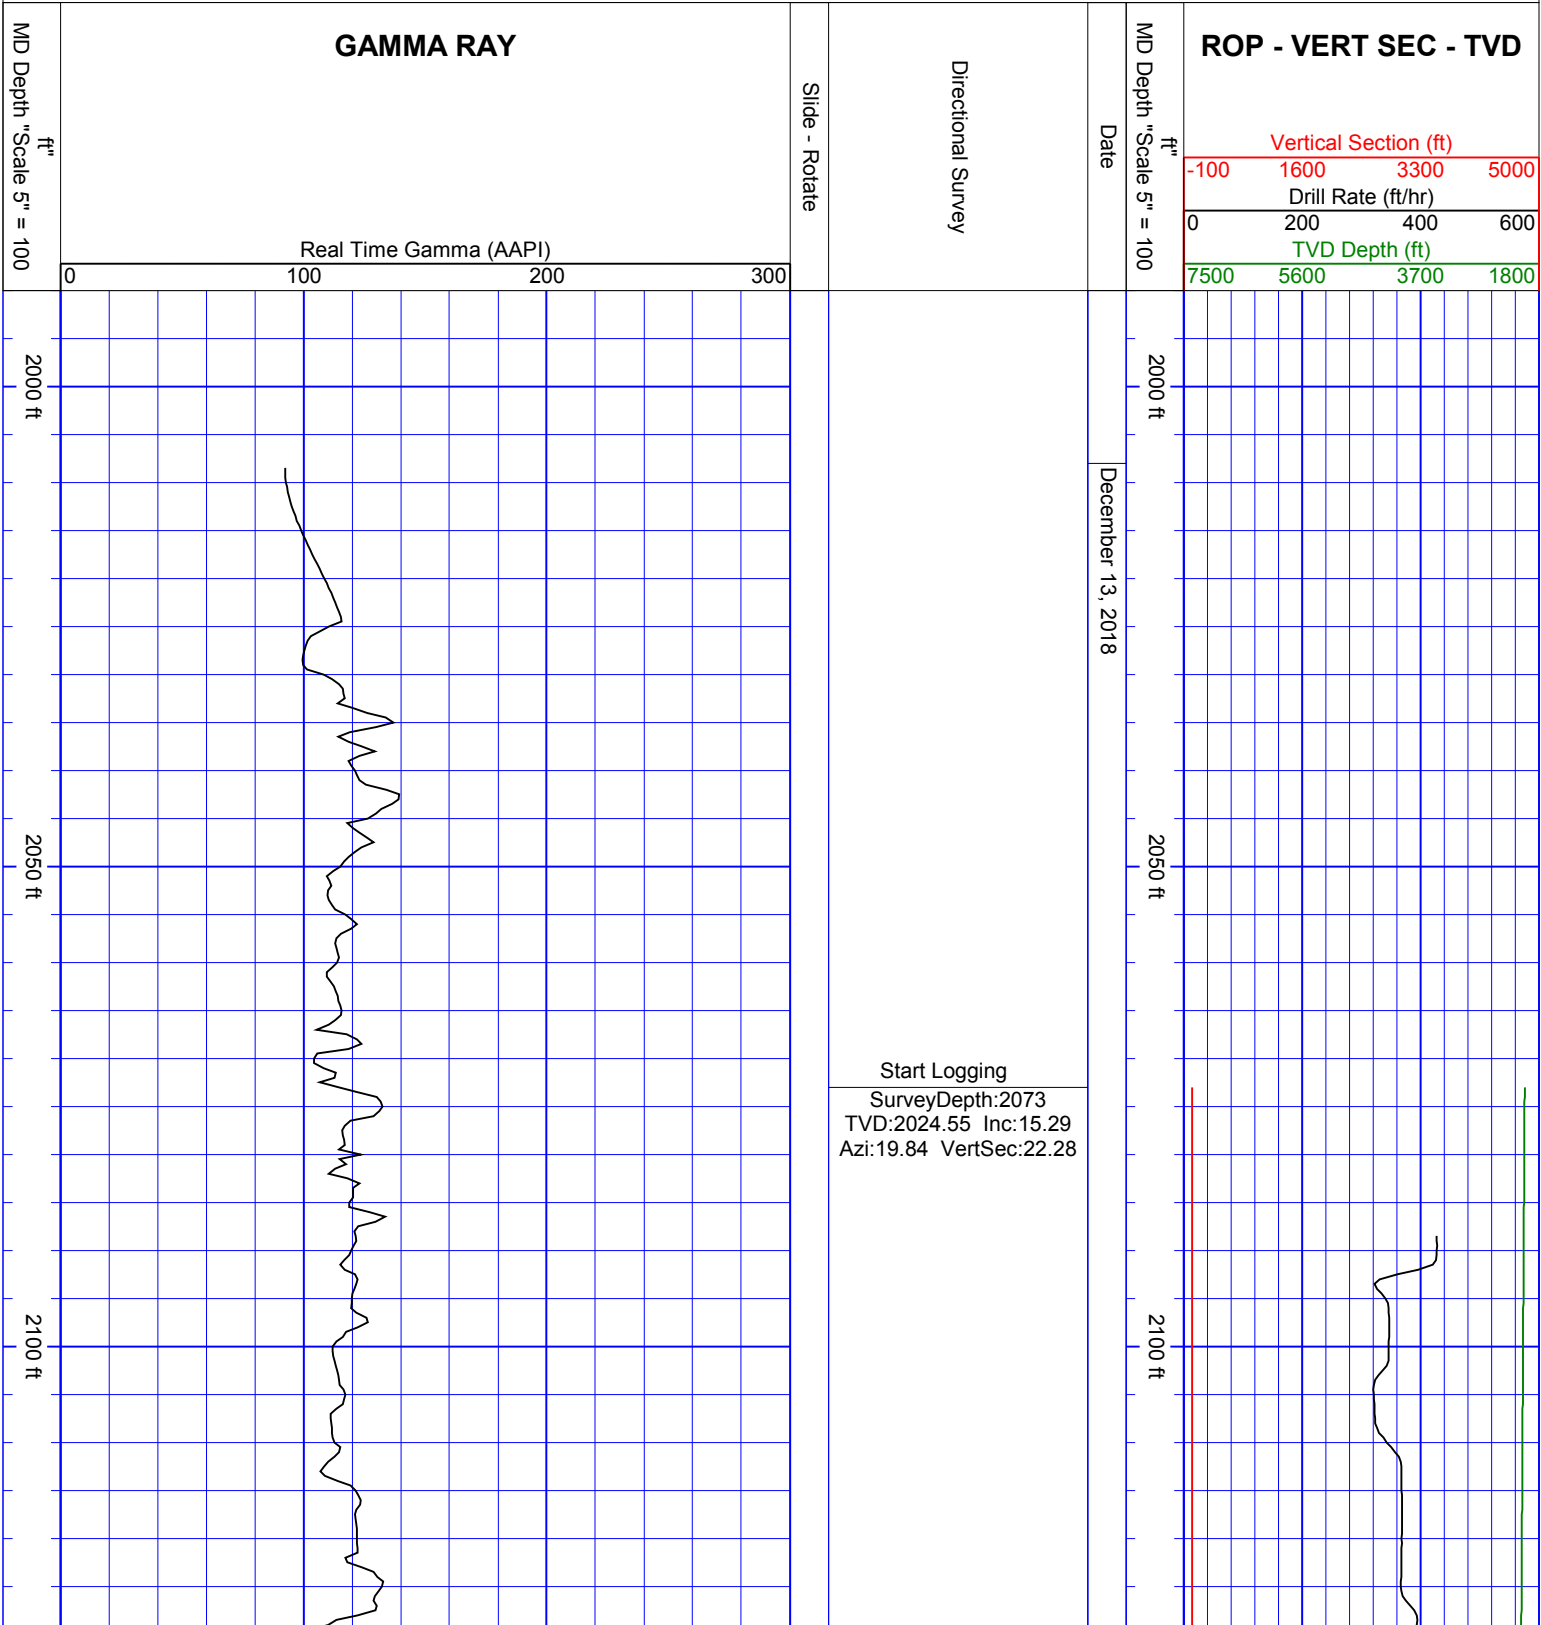 MD Depth "Scale 5" = 100
ft"
GAMMA RAY
Real Time Gamma (AAPI)
0 100 200 300
Slide - Rotate
Directional Survey
Date
MD Depth "Scale 5" = 100
ft"
ROP - VERT SEC - TVD
Vertical Section (ft)
-100 1600 3300 5000
Drill Rate (ft/hr)
0 200 400 600
TVD Depth (ft)
7500 5600 3700 1800
2000 ft
2050 ft
2100 ft
Start Logging
SurveyDepth:2073
TVD:2024.55 Inc:15.29
Azi:19.84 VertSec:22.28
December 13, 2018
2000 ft
2050 ft
2100 ft